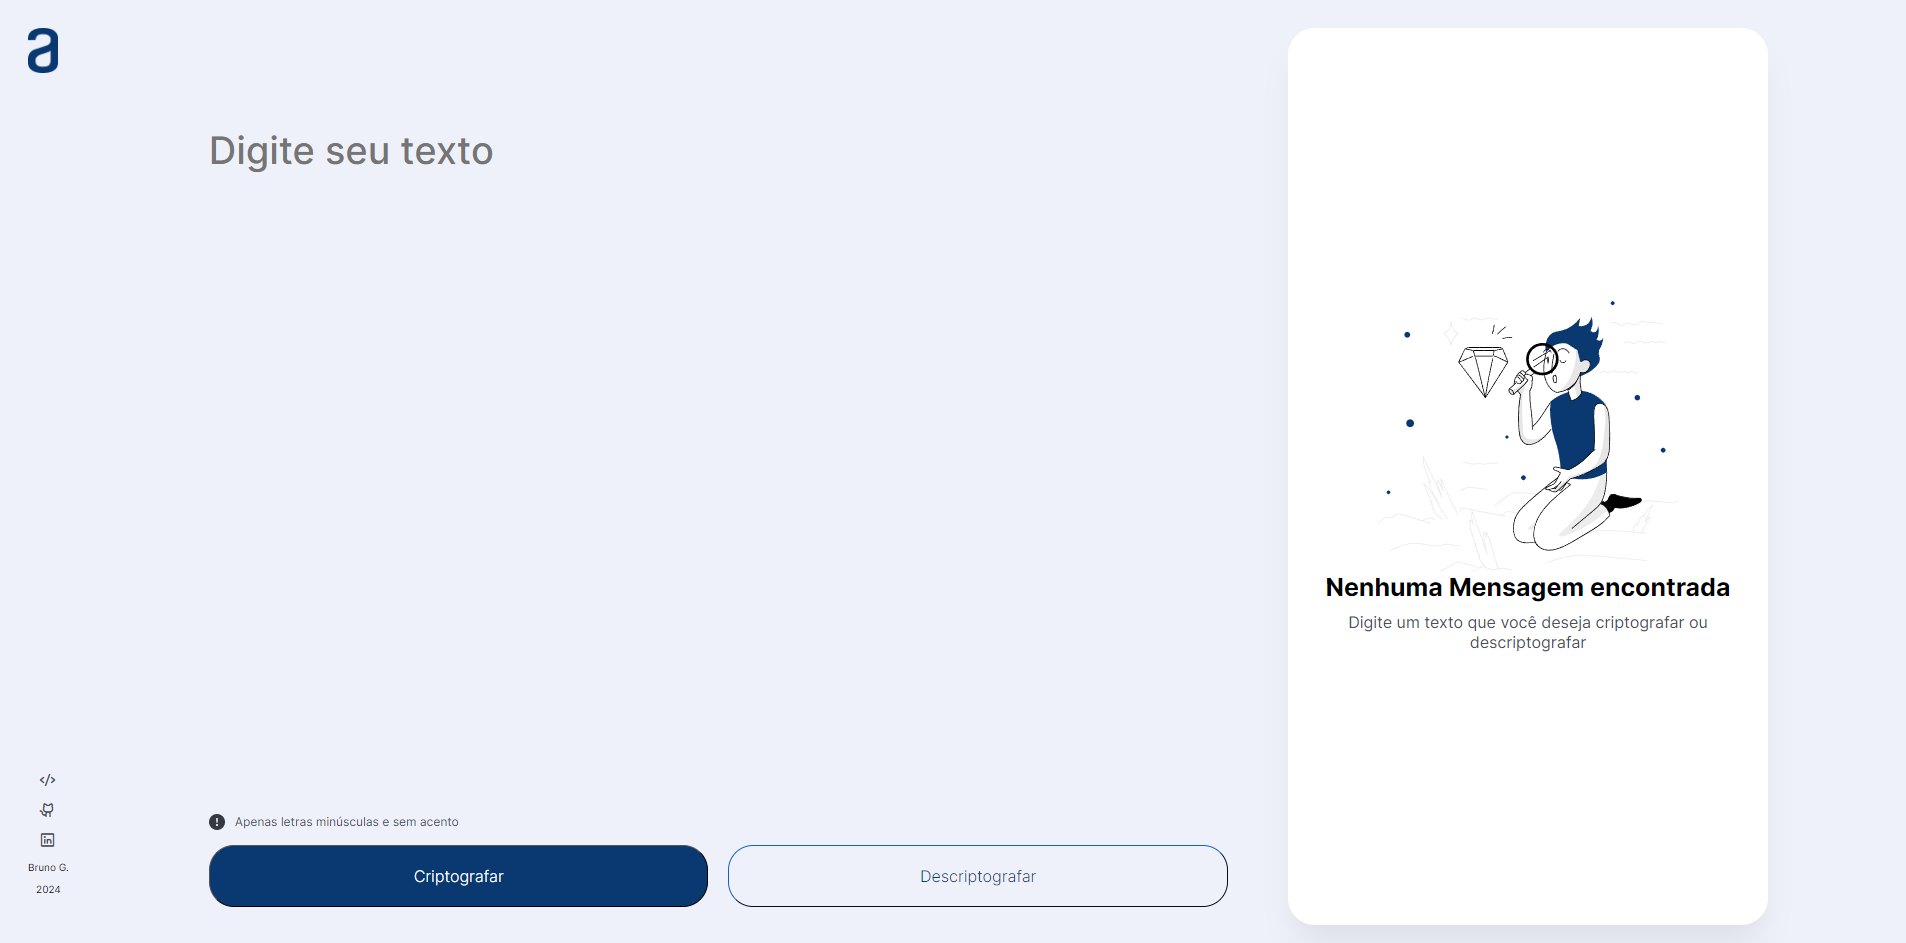 a
Digite seu texto
Nenhuma Mensagem encontrada
Digite um texto que você deseja criptografar ou
descriptografar
Apenas letras minúsculas e sem acento
Criptografar
Descriptografar
Bruno G.
2024